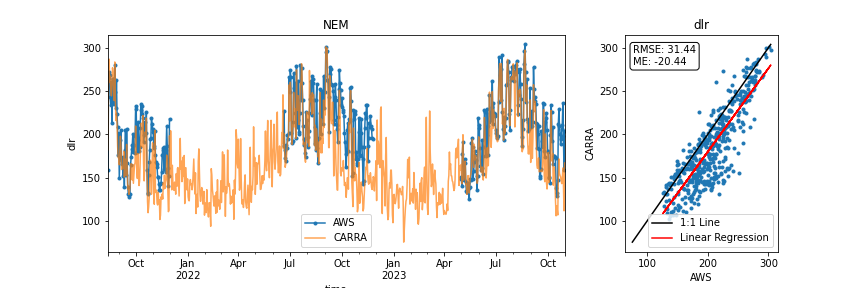 NEM
dlr
300
250
200
150
100
dlr
Oct
Jan
2022
Apr
Jul
Oct
Jan
2023
Apr
Jul
Oct
AWS
CARRA
dlr
300
250
200
150
100
CARRA
RMSE: 31.44
ME: -20.44
1:1 Line
Linear Regression
100
200
300
AWS